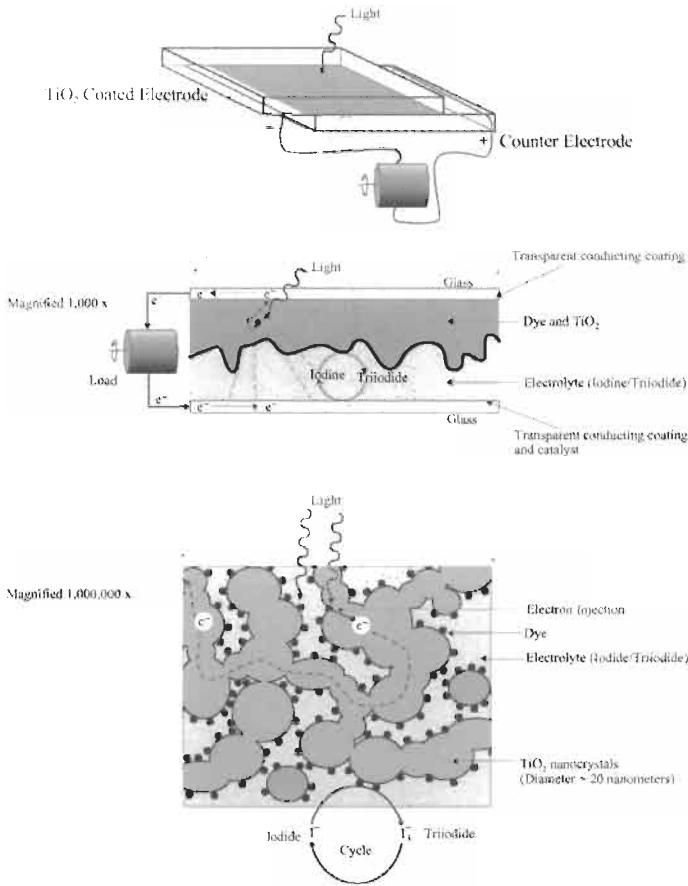 Light
TiO₂ Coated Electrode
−
+
Counter Electrode
Transparent conducting coating
Light
Glass
Magnified 1,000 x
e⁻
e⁻
e⁻
e⁻
Dye and TiO₂
Load
Iodine
Triiodide
Electrolyte (Iodine/Triiodide)
e⁻
e⁻
e⁻
Glass
Transparent conducting coating
and catalyst
Light
Magnified 1,000,000 x
e⁻
e⁻
Electron injection
Dye
Electrolyte (Iodide/Triiodide)
TiO₂ nanocrystals
(Diameter ~ 20 nanometers)
Iodide I⁻
I₃⁻ Triiodide
Cycle